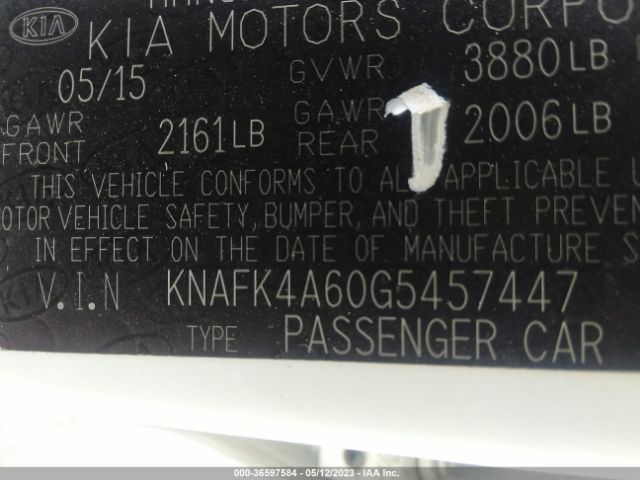 KIA
KIA MOTORS CORPO
05/15 GVWR 3880LB
GAWR FRONT 2161LB GAWR REAR 2006LB
THIS VEHICLE CONFORMS TO ALL APPLICABLE U
OTOR VEHICLE SAFETY, BUMPER, AND THEFT PREVEN
IN EFFECT ON THE DATE OF MANUFACTURE S
V.I.N KNAFK4A60G5457447
TYPE PASSENGER CAR
000-36597584 - 05/12/2023 - IAA Inc.